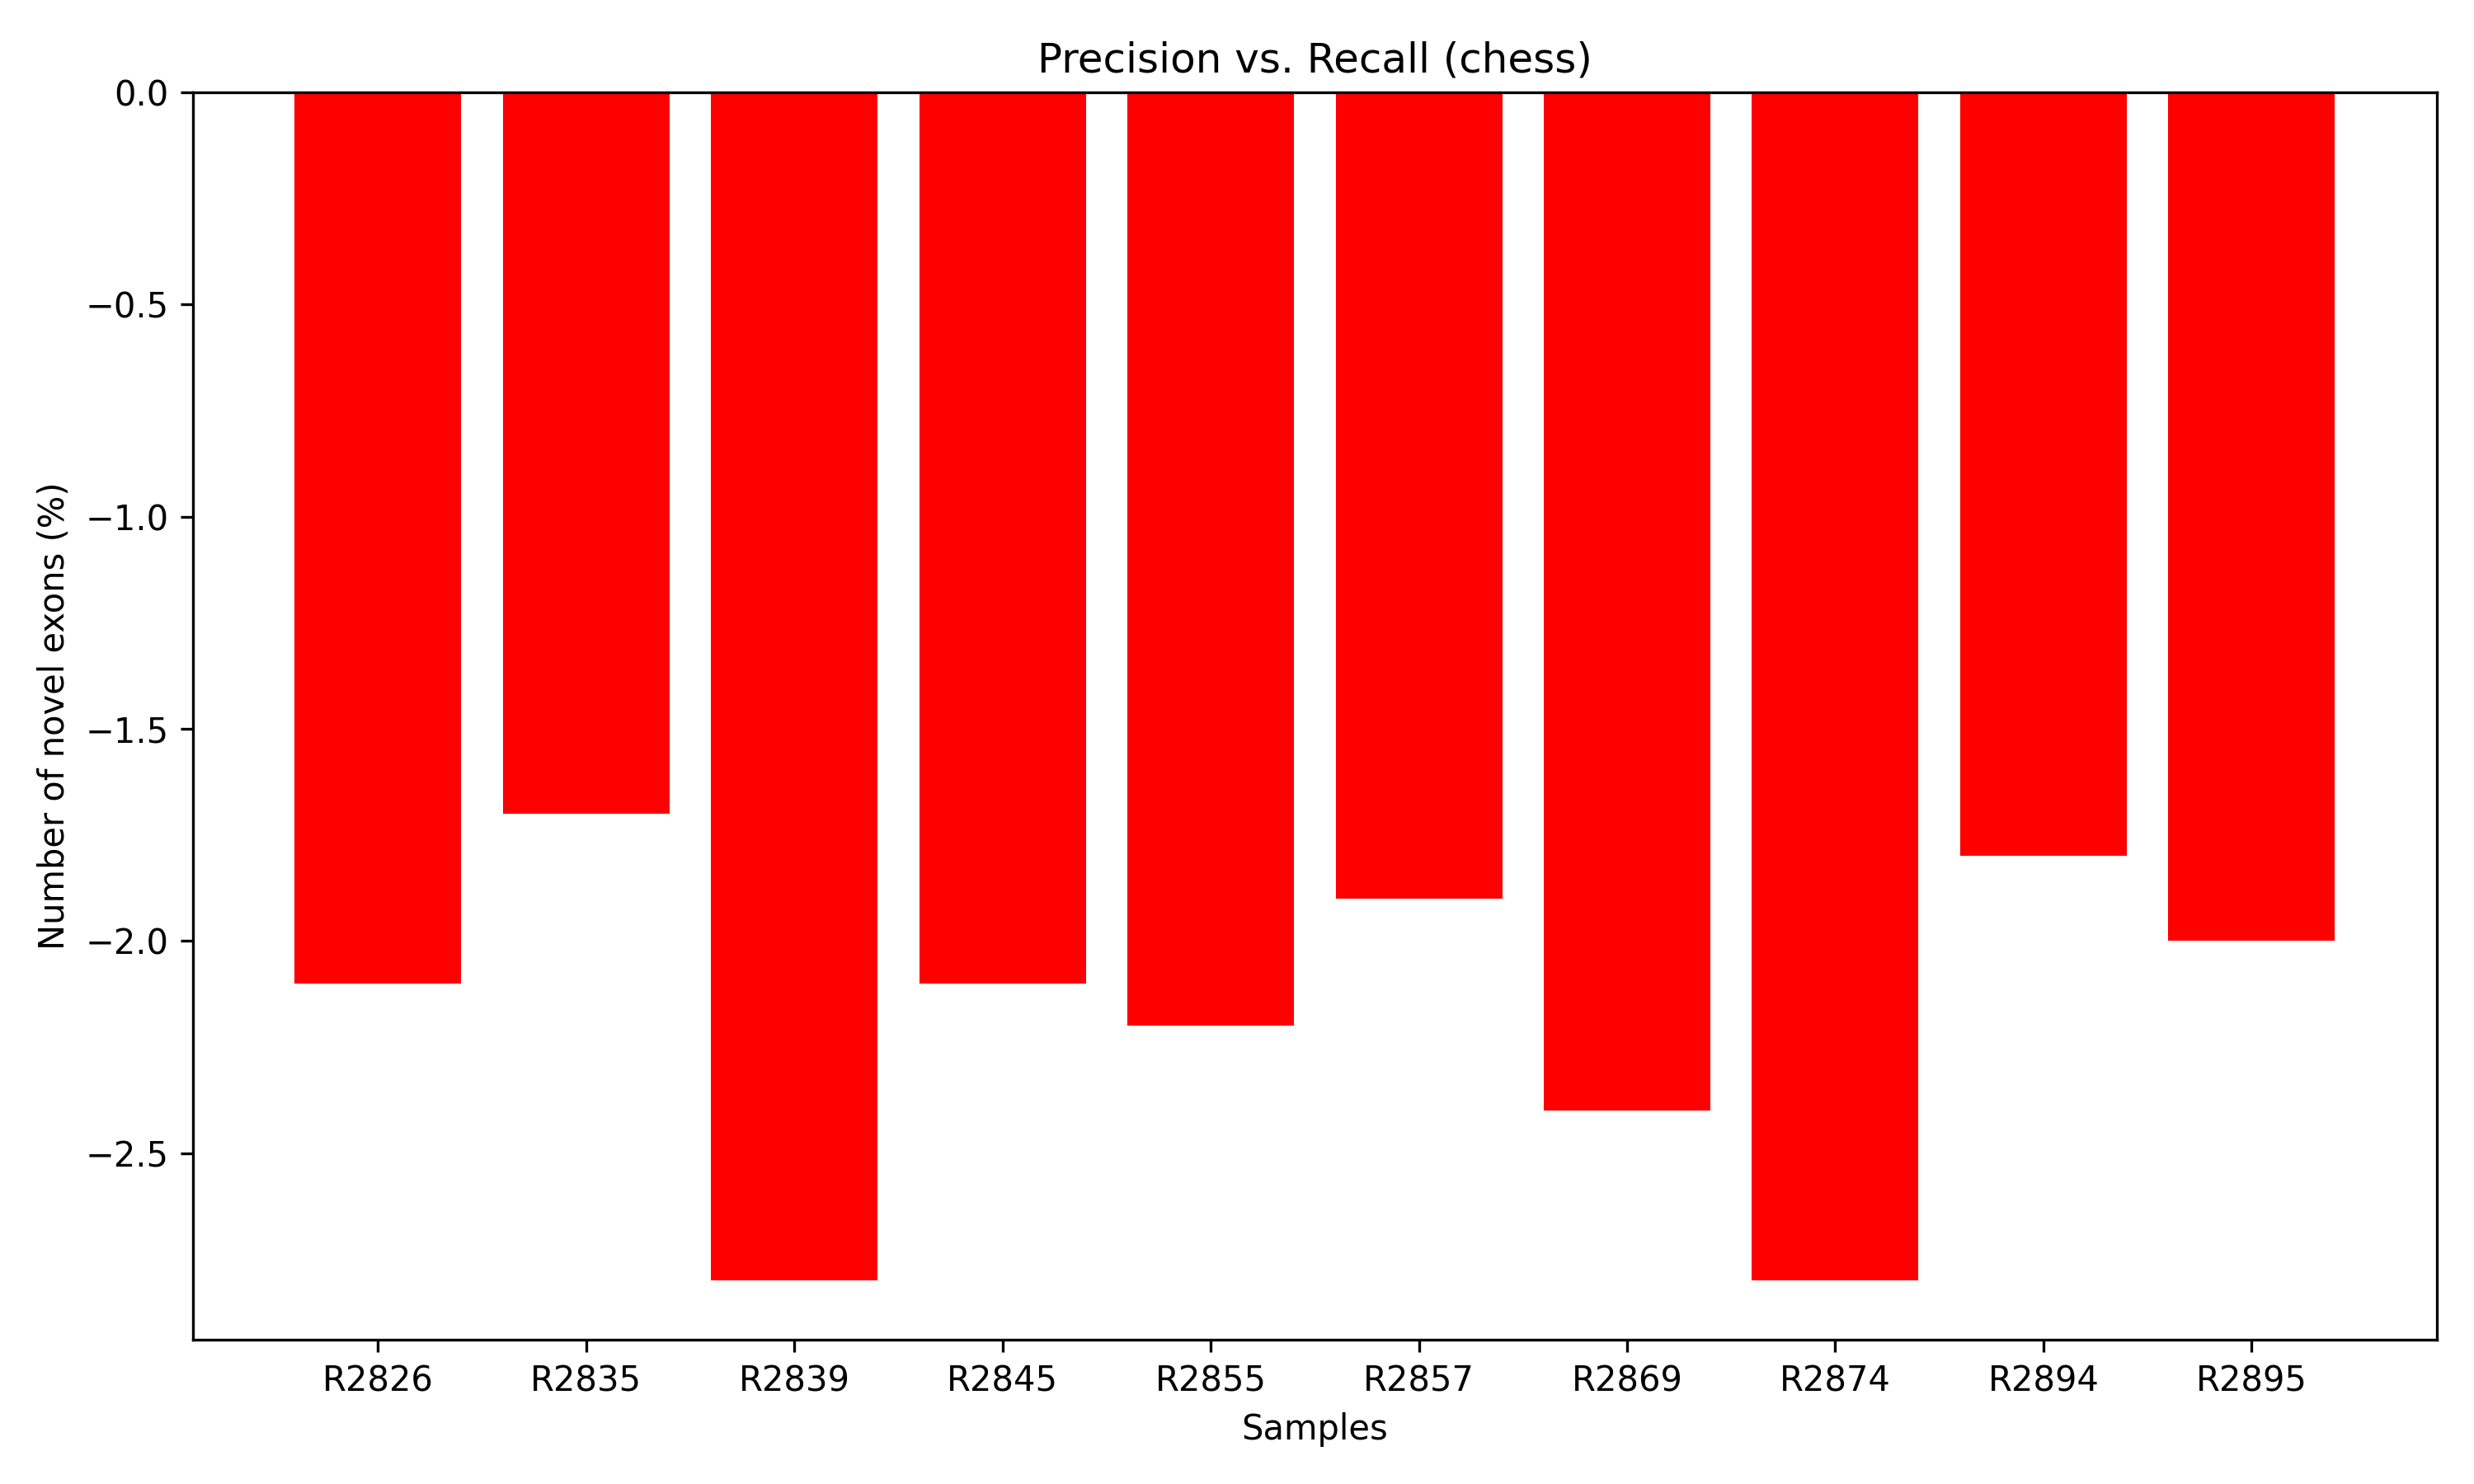 Precision vs. Recall (chess)
Number of novel exons (%)
0.0
−0.5
−1.0
−1.5
−2.0
−2.5
R2826 R2835 R2839 R2845 R2855 R2857 R2869 R2874 R2894 R2895
Samples